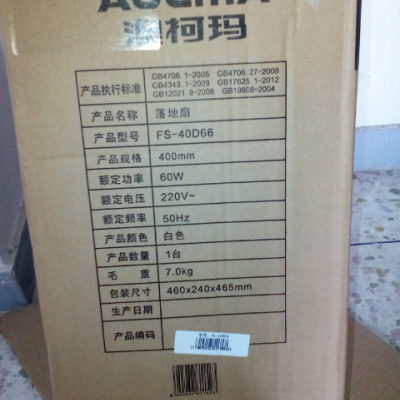 AUCMA
澳柯玛
产品执行标准 GB4706.1-2005 GB4706.27-2008
GB4343.1-2009 GB17625.1-2012
GB12021.9-2008 GB19606-2004
产品名称 落地扇
产品型号 FS-40D66
产品规格 400mm
额定功率 60W
额定电压 220V~
额定频率 50Hz
产品颜色 白色
产品数量 1台
毛 重 7.0kg
包装尺寸 460x240x465mm
生产日期
产品编码